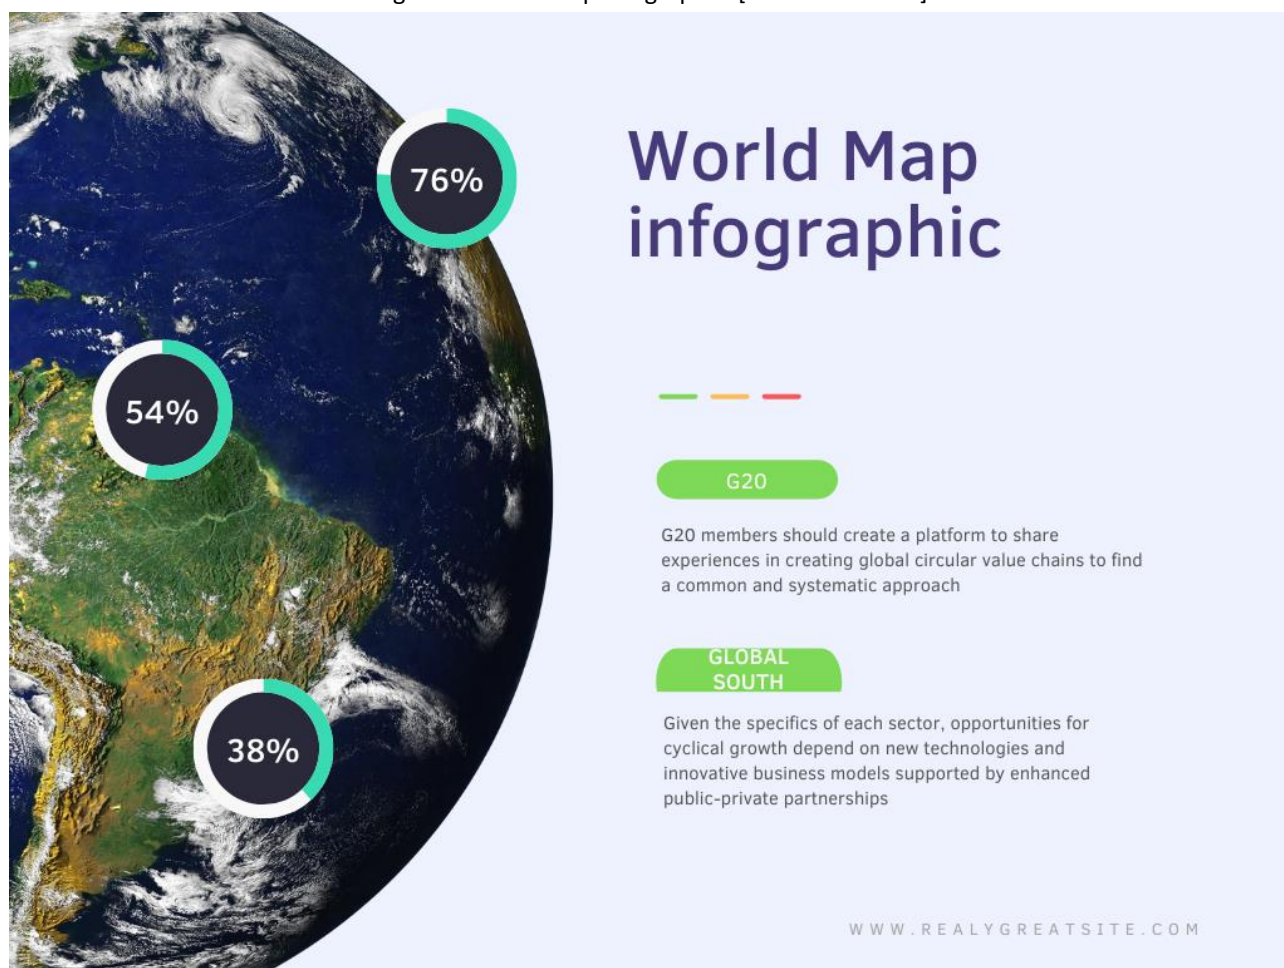 World Map
infographic
76%
54%
38%
G20
G20 members should create a platform to share
experiences in creating global circular value chains to find
a common and systematic approach
GLOBAL
SOUTH
Given the specifics of each sector, opportunities for
cyclical growth depend on new technologies and
innovative business models supported by enhanced
public-private partnerships
WWW.REALYGREATSITE.COM